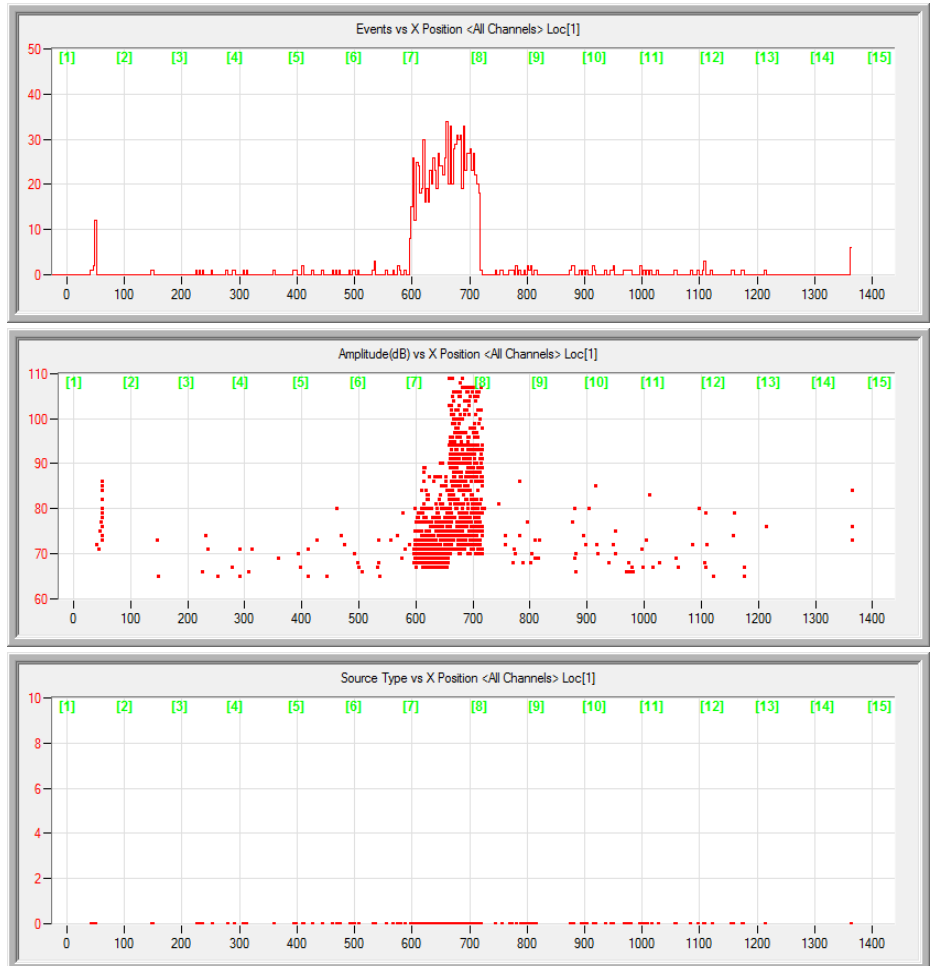 Events vs X Position <All Channels> Loc[1]
50
[1] [2] [3] [4] [5] [6] [7] [8] [9] [10] [11] [12] [13] [14] [15]
40
30
20
10
0
0 100 200 300 400 500 600 700 800 900 1000 1100 1200 1300 1400
Amplitude(dB) vs X Position <All Channels> Loc[1]
110
[1] [2] [3] [4] [5] [6] [7] [8] [9] [10] [11] [12] [13] [14] [15]
100
90
80
70
60
0 100 200 300 400 500 600 700 800 900 1000 1100 1200 1300 1400
Source Type vs X Position <All Channels> Loc[1]
10
[1] [2] [3] [4] [5] [6] [7] [8] [9] [10] [11] [12] [13] [14] [15]
8
6
4
2
0
0 100 200 300 400 500 600 700 800 900 1000 1100 1200 1300 1400